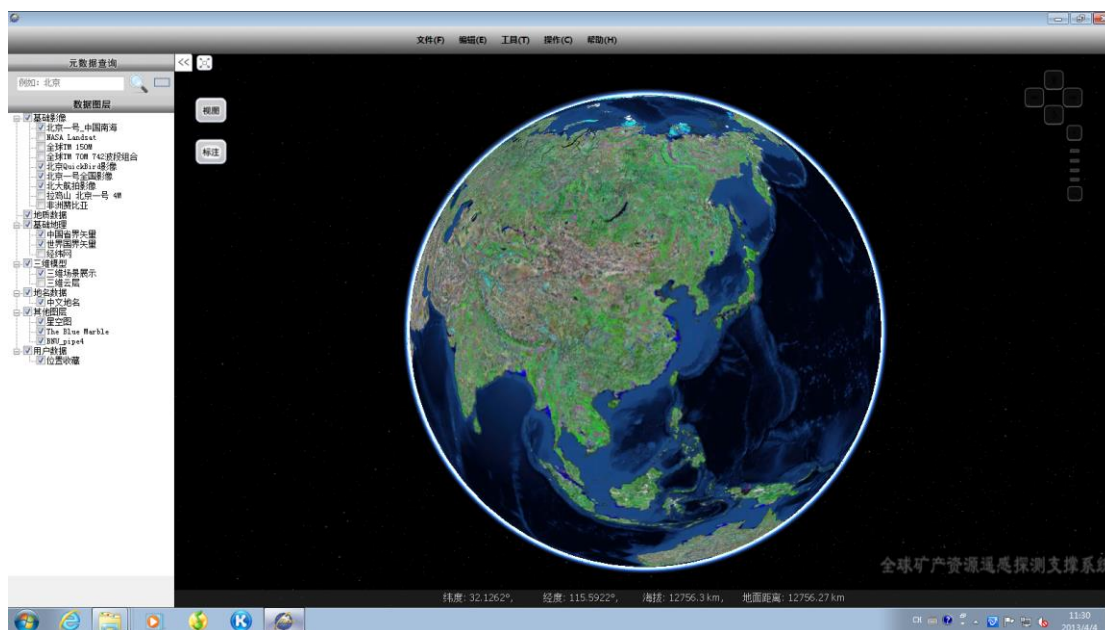 文件(F) 编辑(E) 工具(T) 操作(C) 帮助(H)
元数据查询
例如: 北京
数据图层
基础影像
北京一号_中国南海
NASA Landsat
全球TM 150M
全球TM 70M 742波段组合
北京QuickBird影像
北京一号全国影像
北大航拍影像
拉鸡山 北京一号 4M
非洲赞比亚
地质数据
基础地理
中国省界矢量
世界国界矢量
经纬网
三维模型
三维场景展示
三维云层
地名数据
中文地名
其他图层
星空图
The Blue Marble
BNU_pipe4
用户数据
位置收藏
<<
视图
标注
全球矿产资源遥感探测支撑系统
纬度: 32.1262°, 经度: 115.5922°, 海拔: 12756.3km, 地面距离: 12756.27km
CH
11:30
2013/4/4